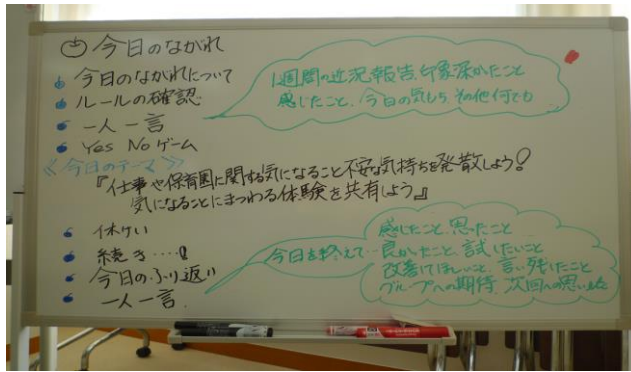 今日のながれ
今日のながれについて
ルールの確認
一人一言
Yes Noゲーム
1週間の近況報告、印象深かたこと
感じたこと、今日の気もち、その他何でも
《今日のテーマ》
『仕事や保育園に関する気になること不安な気持ちを発散しよう!
気になることにまつわる体験を共有しよう』
休けい
続き・・・・
今日のふり返り
一人一言
今日を終えて…
感じたこと、思ったこと
良かったこと、試したいこと
改善してほしいこと、言い残したこと
グループへの期待、次回への思い